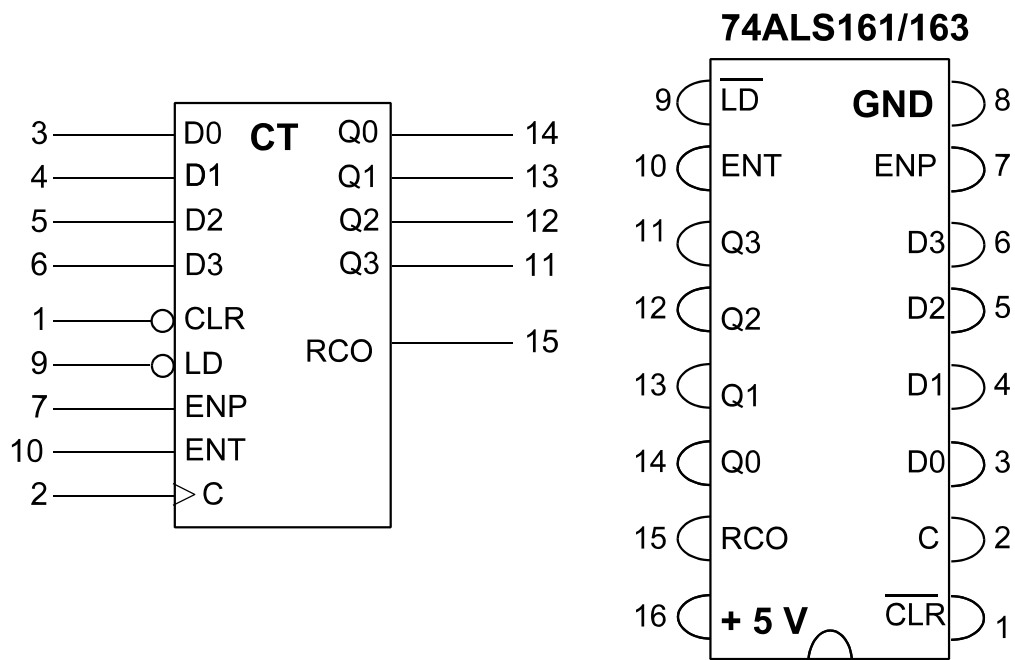 74ALS161/163
3 D0 CT Q0 14
4 D1 Q1 13
5 D2 Q2 12
6 D3 Q3 11
1 CLR
9 LD
RCO 15
7 ENP
10 ENT
2 C
9 L̅D̅ GND 8
10 ENT ENP 7
11 Q3 D3 6
12 Q2 D2 5
13 Q1 D1 4
14 Q0 D0 3
15 RCO C 2
16 + 5 V C̅L̅R̅ 1